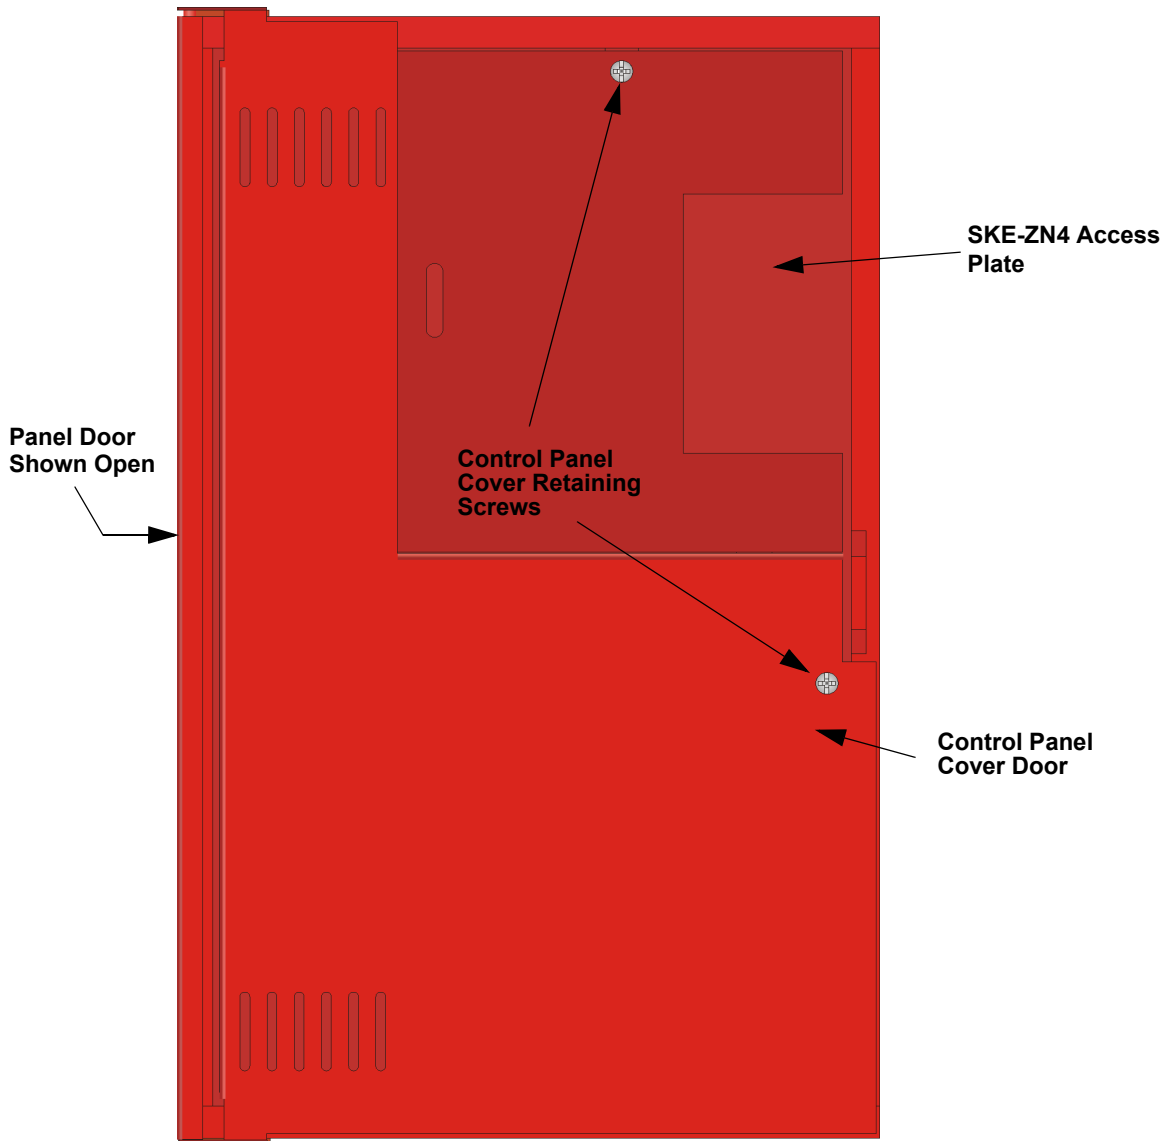 SKE-ZN4 Access
Plate
Panel Door
Shown Open
Control Panel
Cover Retaining
Screws
Control Panel
Cover Door